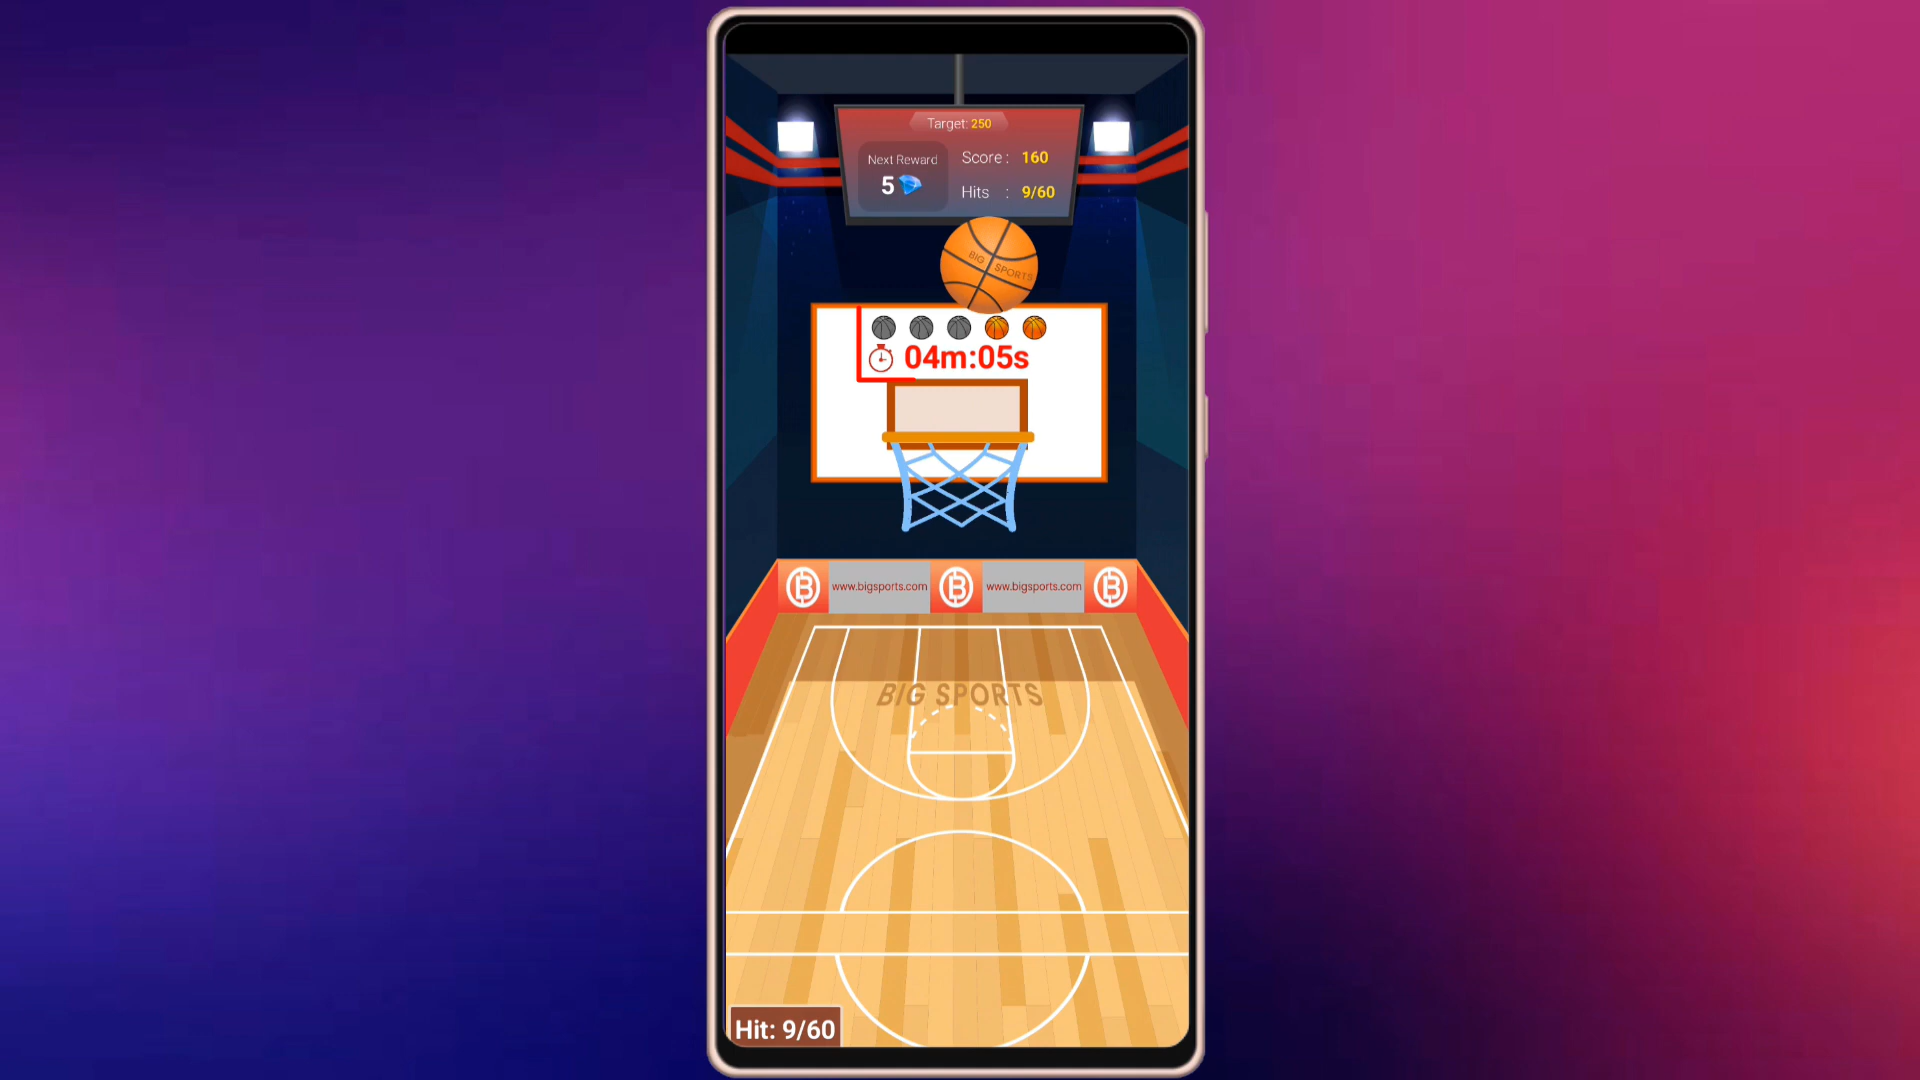 Target: 250
Next Reward
5
Score : 160
Hits : 9/60
BIG SPORTS
04m:05s
www.bigsports.com
www.bigsports.com
BIG SPORTS
Hit: 9/60